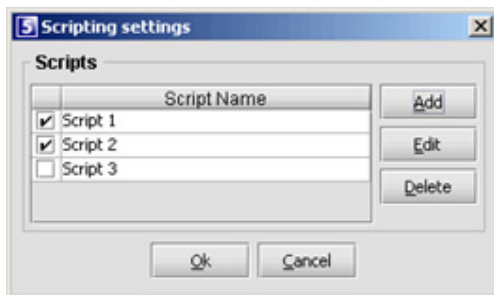 S Scripting settings
Scripts
Script Name
Add
Script 1
Script 2
Edit
Script 3
Delete
Ok
Cancel